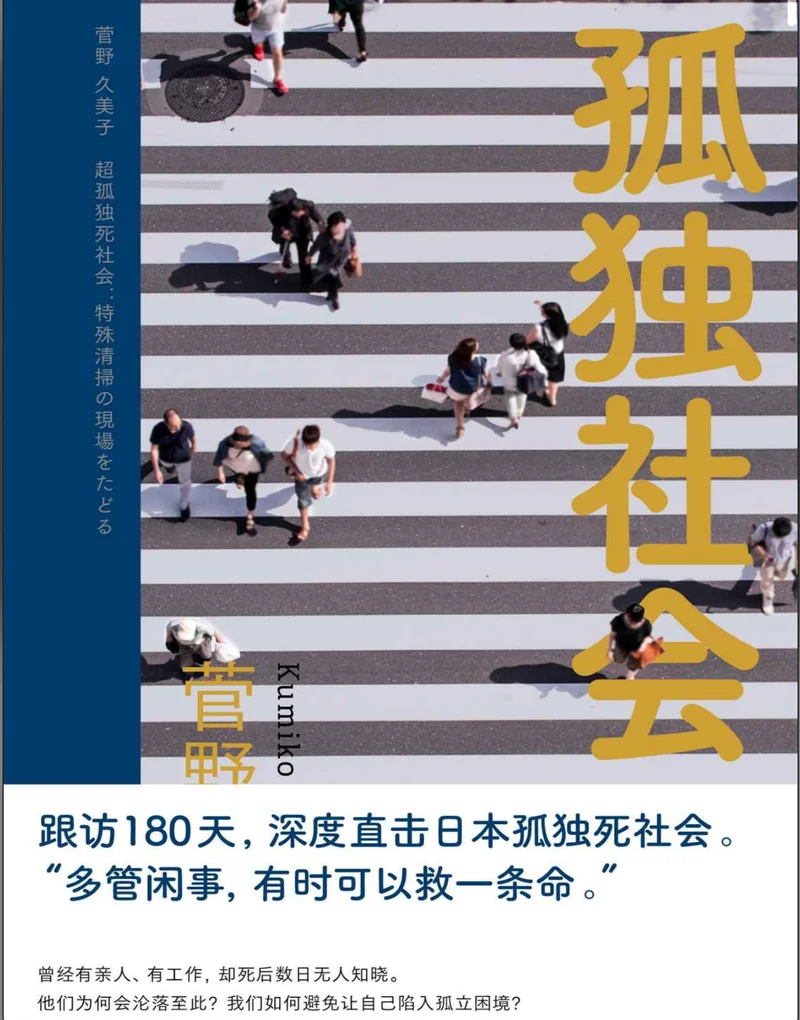 菅野 久美子 超孤独死社会:特殊清掃の現場をたどる
孤独社会
菅野
Kumiko
跟访180天,深度直击日本孤独死社会。
“多管闲事,有时可以救一条命。”
曾经有亲人、有工作,却死后数日无人知晓。
他们为何会沦落至此?我们如何避免让自己陷入孤立困境?